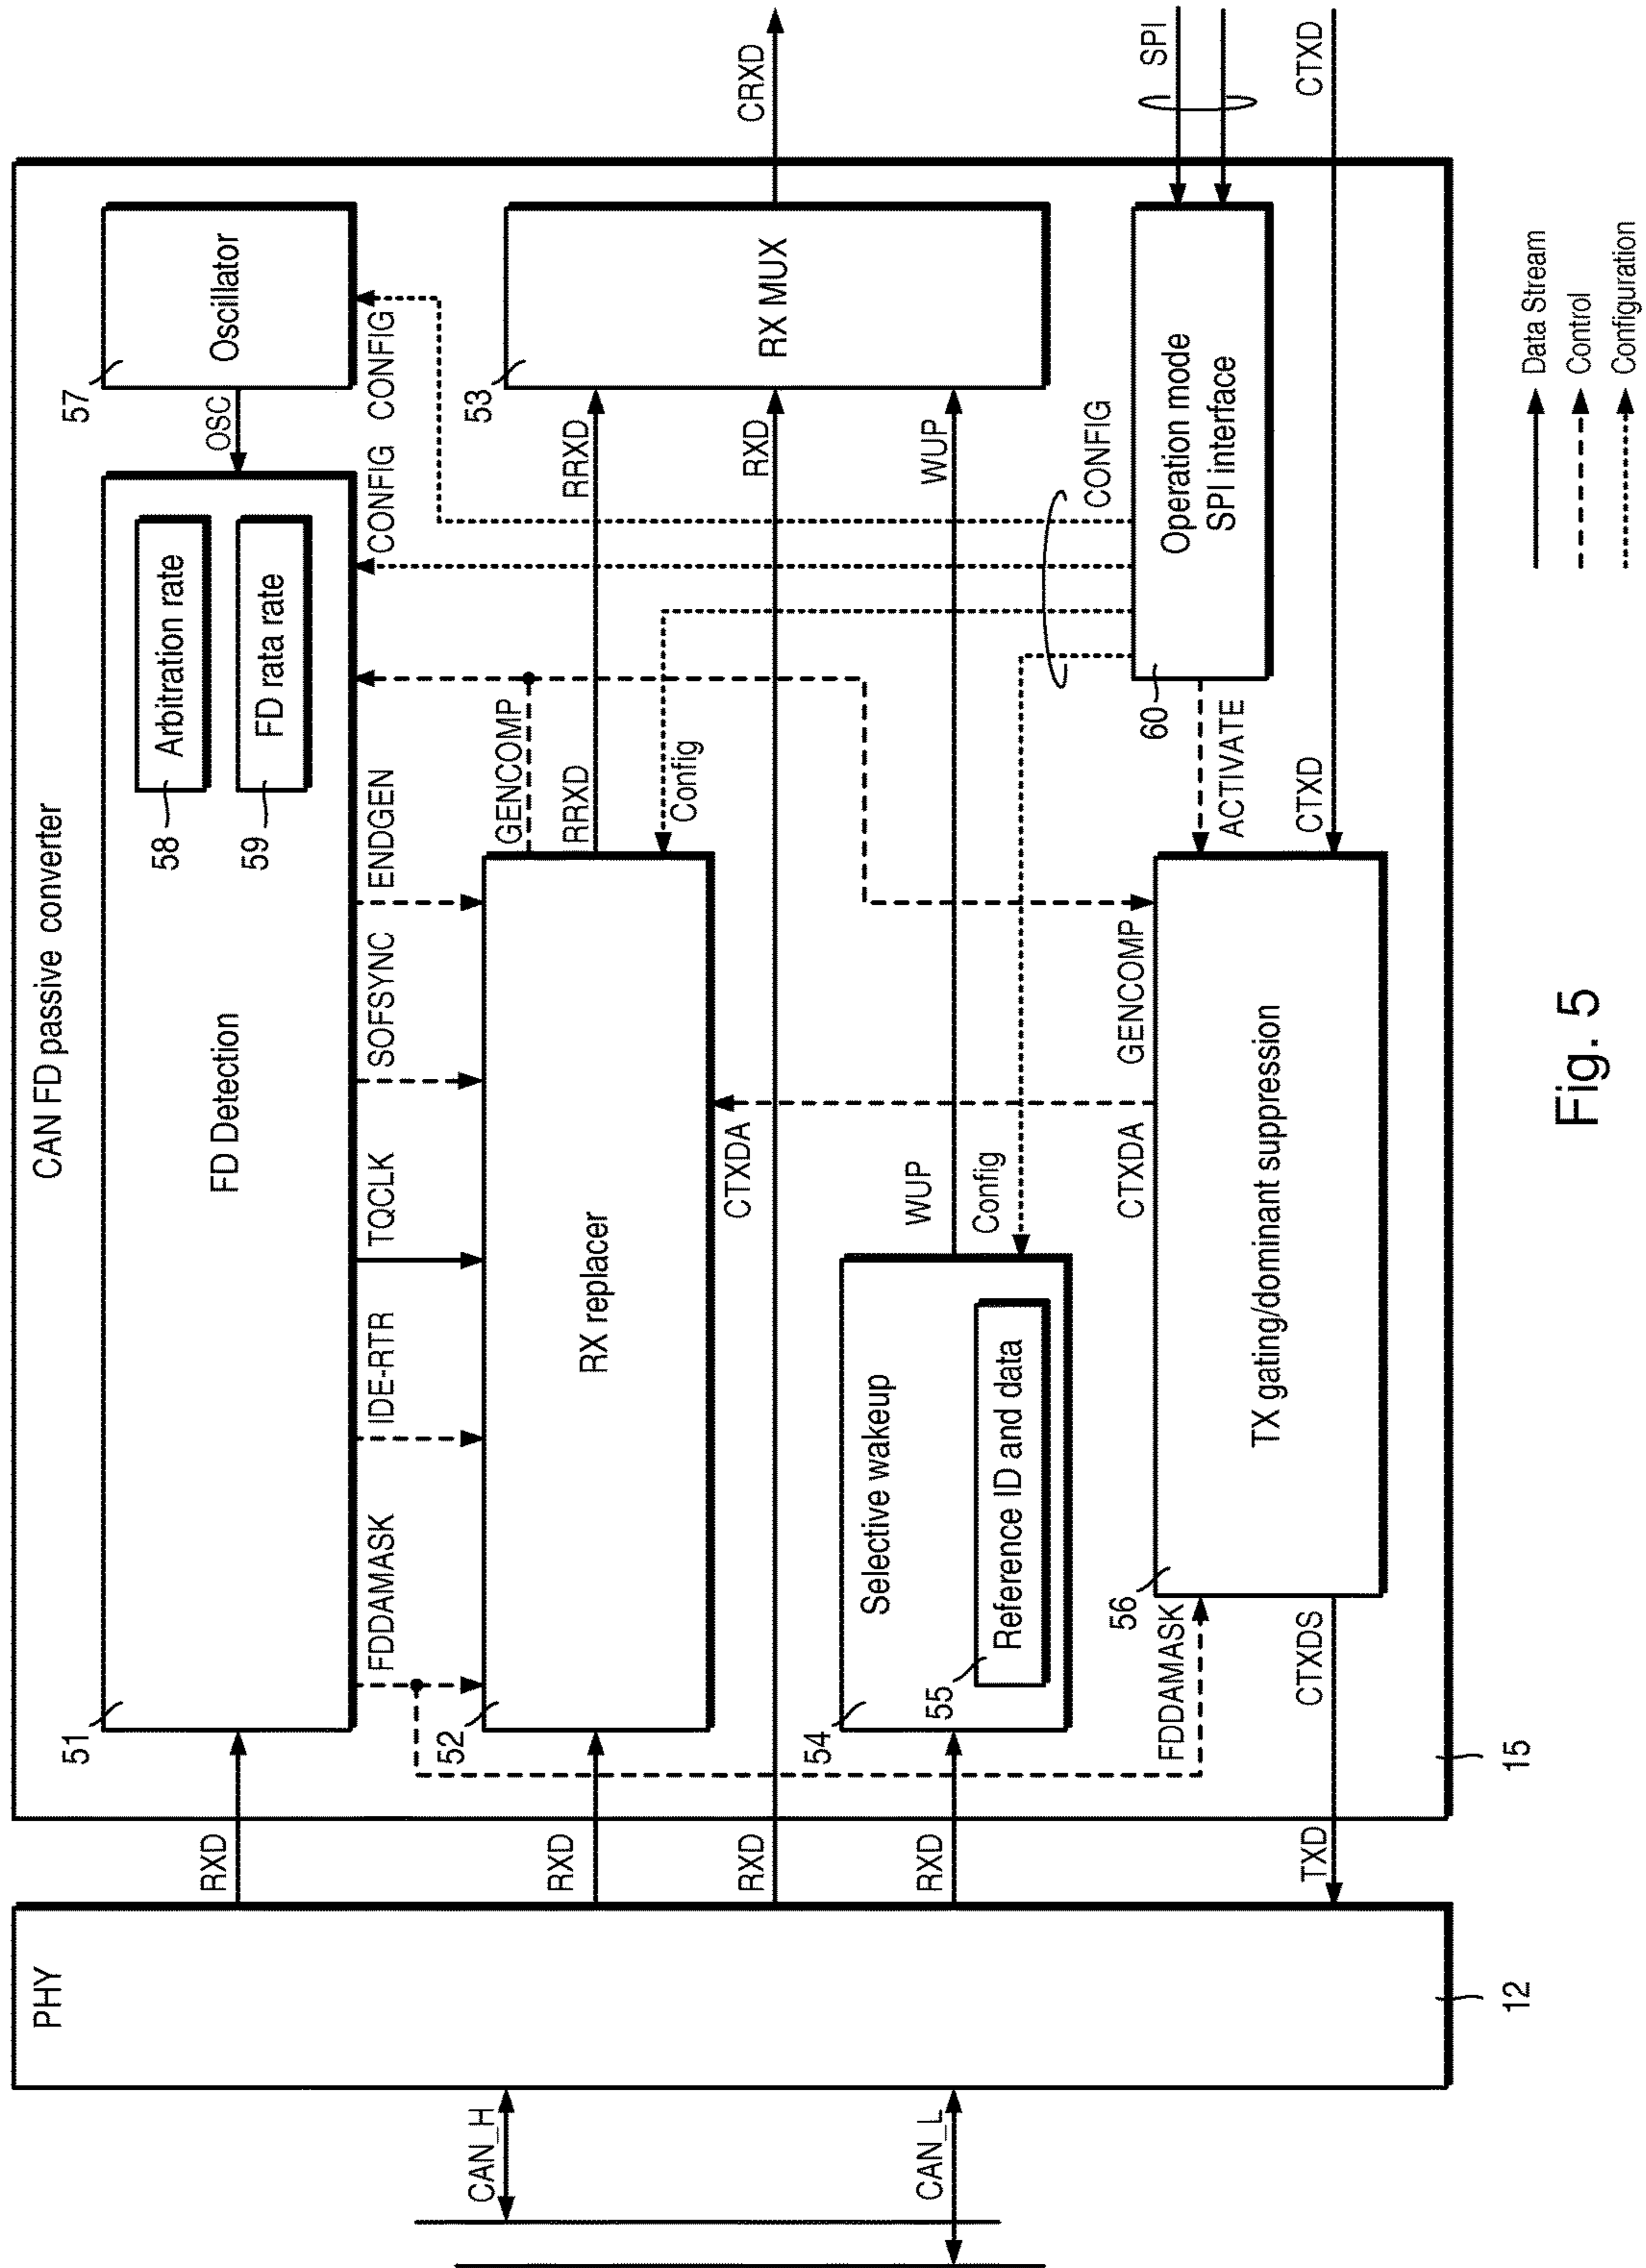 CAN FD passive converter
PHY
FD Detection
51
Arbitration rate
58
FD rata rate
59
Oscillator
57
OSC
RXD
CAN_H
CAN_L
FDDAMASK
IDE-RTR
TQCLK
SOFSYNC
ENDGEN
CONFIG
CONFIG
RXD
52
RX replacer
GENCOMP
RRXD
RRXD
Config
53
RX MUX
CRXD
CTXDA
RXD
RXD
RXD
54
Selective wakeup
55
Reference ID and data
WUP
WUP
Config
CONFIG
Operation mode
SPI interface
60
SPI
ACTIVATE
FDDAMASK
56
TX gating/dominant suppression
CTXDA
GENCOMP
CTXD
CTXD
CTXDS
TXD
12
15
Data Stream
Control
Configuration
Fig. 5